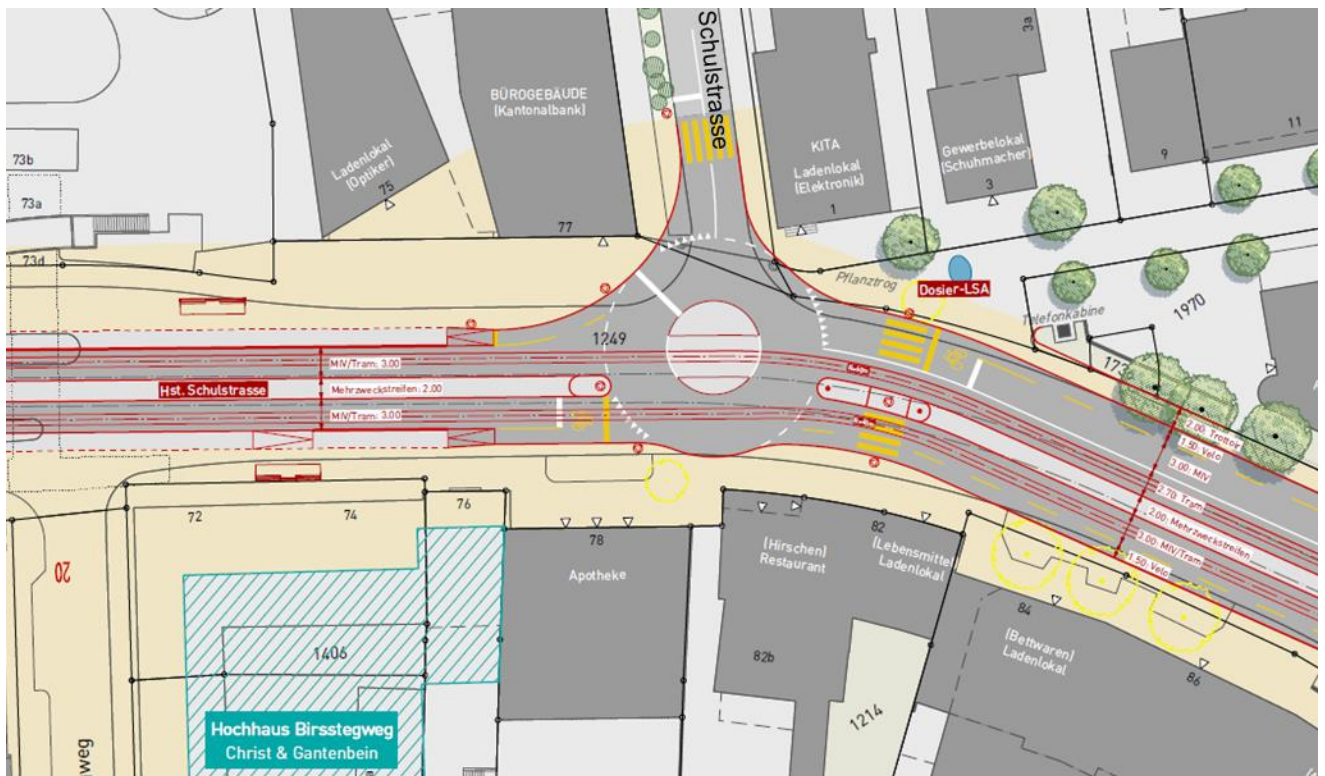 Schulstrasse
3a
BÜROGEBÄUDE
(Kantonalbank)
11
73b
Ladenlokal
(Optiker)
75
KITA
Ladenlokal
(Elektronik)
1
Gewerbelokal
(Schuhmacher)
3
9
73a
77
73d
Pflanztrog
Dosier-LSA
Telefonkabine
1970
1249
173
MIV/Tram: 3.00
Hst. Schulstrasse
Mehrzweckstreifen: 2.00
MIV/Tram: 3.00
2.00: Trottoir
1.50: Velo
3.00: MIV
2.70: Tram
2.00: Mehrzweckstreifen
3.00: MIV/Tram
1.50: Velo
72
74
76
78
Apotheke
82
(Hirschen)
Restaurant
(Lebensmittel
Ladenlokal
20
84
(Bettwaren)
Ladenlokal
86
1406
82b
1214
Hochhaus Birsstegweg
Christ & Gantenbein
weg